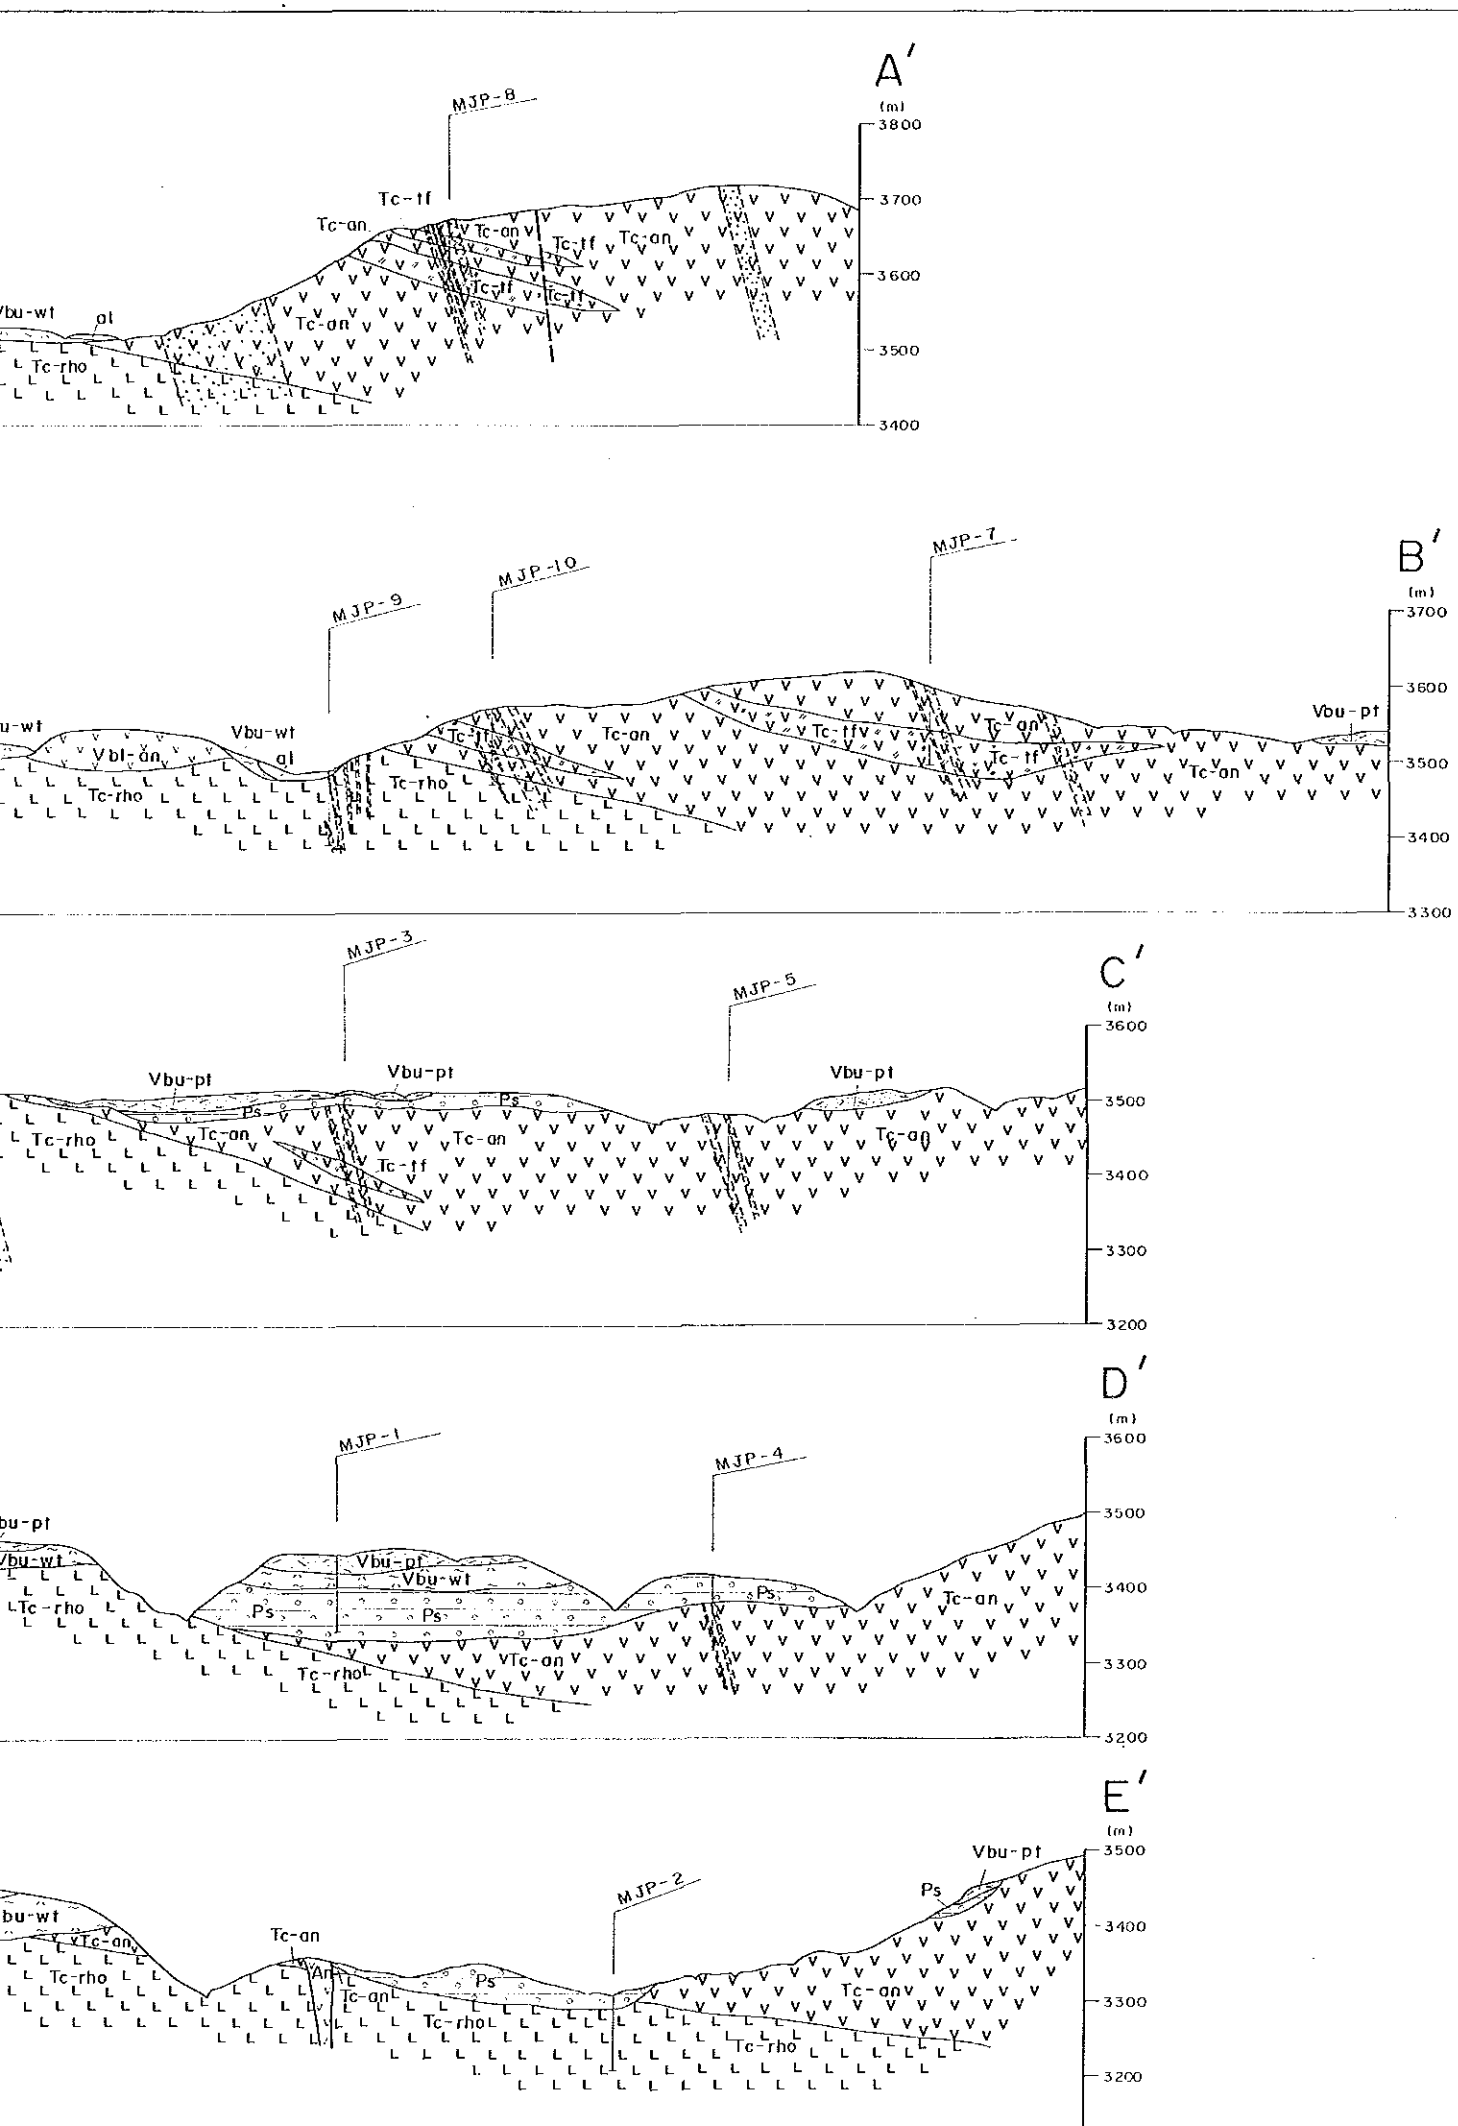 A'
(m)
3800
MJP-8
Tc-tf
3700
Tc-an
Tc-an
Tc-an
Tc-tf
3600
Tc-tf
Tc-tf
Vbu-wt
al
Tc-an
3500
Tc-rho
3400
B'
(m)
MJP-7
MJP-10
MJP-9
3700
3600
Vbu-pt
u-wt
Vbu-wt
Vbl-an
al
Tc-tf
Tc-an
Tc-tf
Tc-an
Tc-tf
Tc-an
3500
Tc-rho
Tc-rho
3400
3300
C'
(m)
MJP-3
MJP-5
3600
Vbu-pt
Vbu-pt
Vbu-pt
Ps
Ps
3500
Tc-rho
Tc-an
Tc-an
Tc-an
Tc-tf
3400
3300
3200
D'
(m)
MJP-1
MJP-4
3600
bu-pt
3500
Vbu-wt
Vbu-pt
Vbu-wt
3400
Tc-rho
Ps
Ps
Ps
Tc-an
Tc-an
Tc-rho
3300
3200
E'
(m)
Vbu-pt
3500
MJP-2
Ps
bu-wt
Tc-an
Tc-an
3400
Tc-rho
An
Tc-an
Ps
Tc-an
3300
Tc-rho
Tc-rho
3200